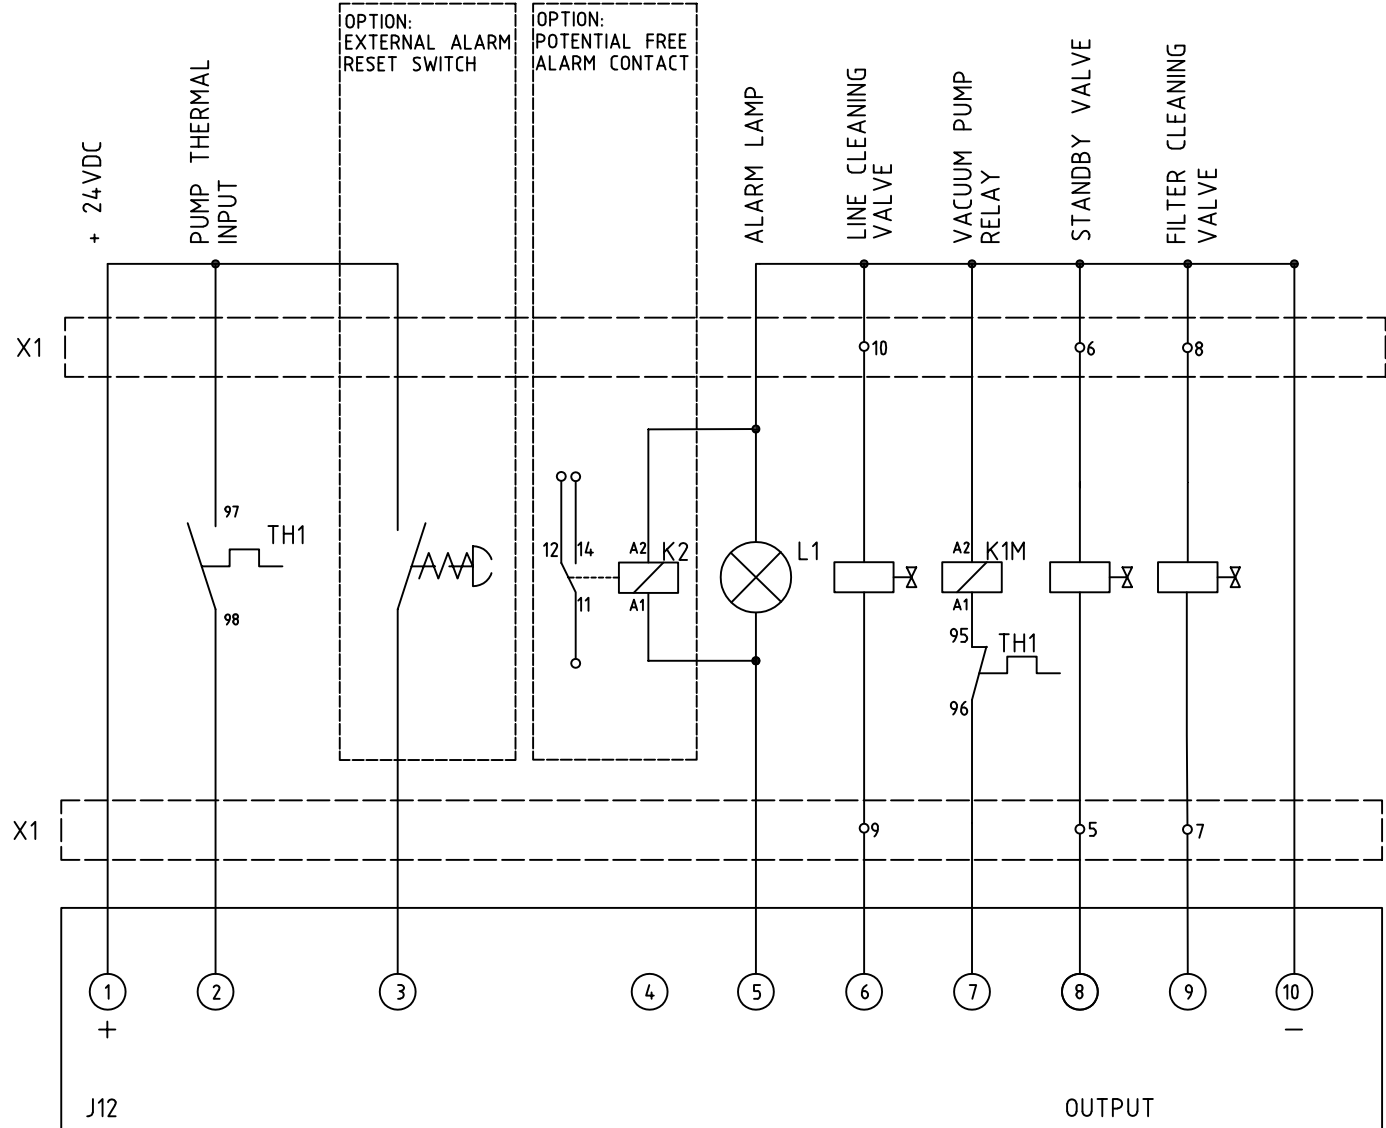 OPTION:
EXTERNAL ALARM
RESET SWITCH
OPTION:
POTENTIAL FREE
ALARM CONTACT
+ 24VDC
PUMP THERMAL
INPUT
ALARM LAMP
LINE CLEANING
VALVE
VACUUM PUMP
RELAY
STANDBY VALVE
FILTER CLEANING
VALVE
X1
10
6
8
97
TH1
98
12
14
11
A2
K2
A1
L1
A2
K1M
A1
95
TH1
96
X1
9
5
7
1
2
3
4
5
6
7
8
9
10
+
−
J12
OUTPUT